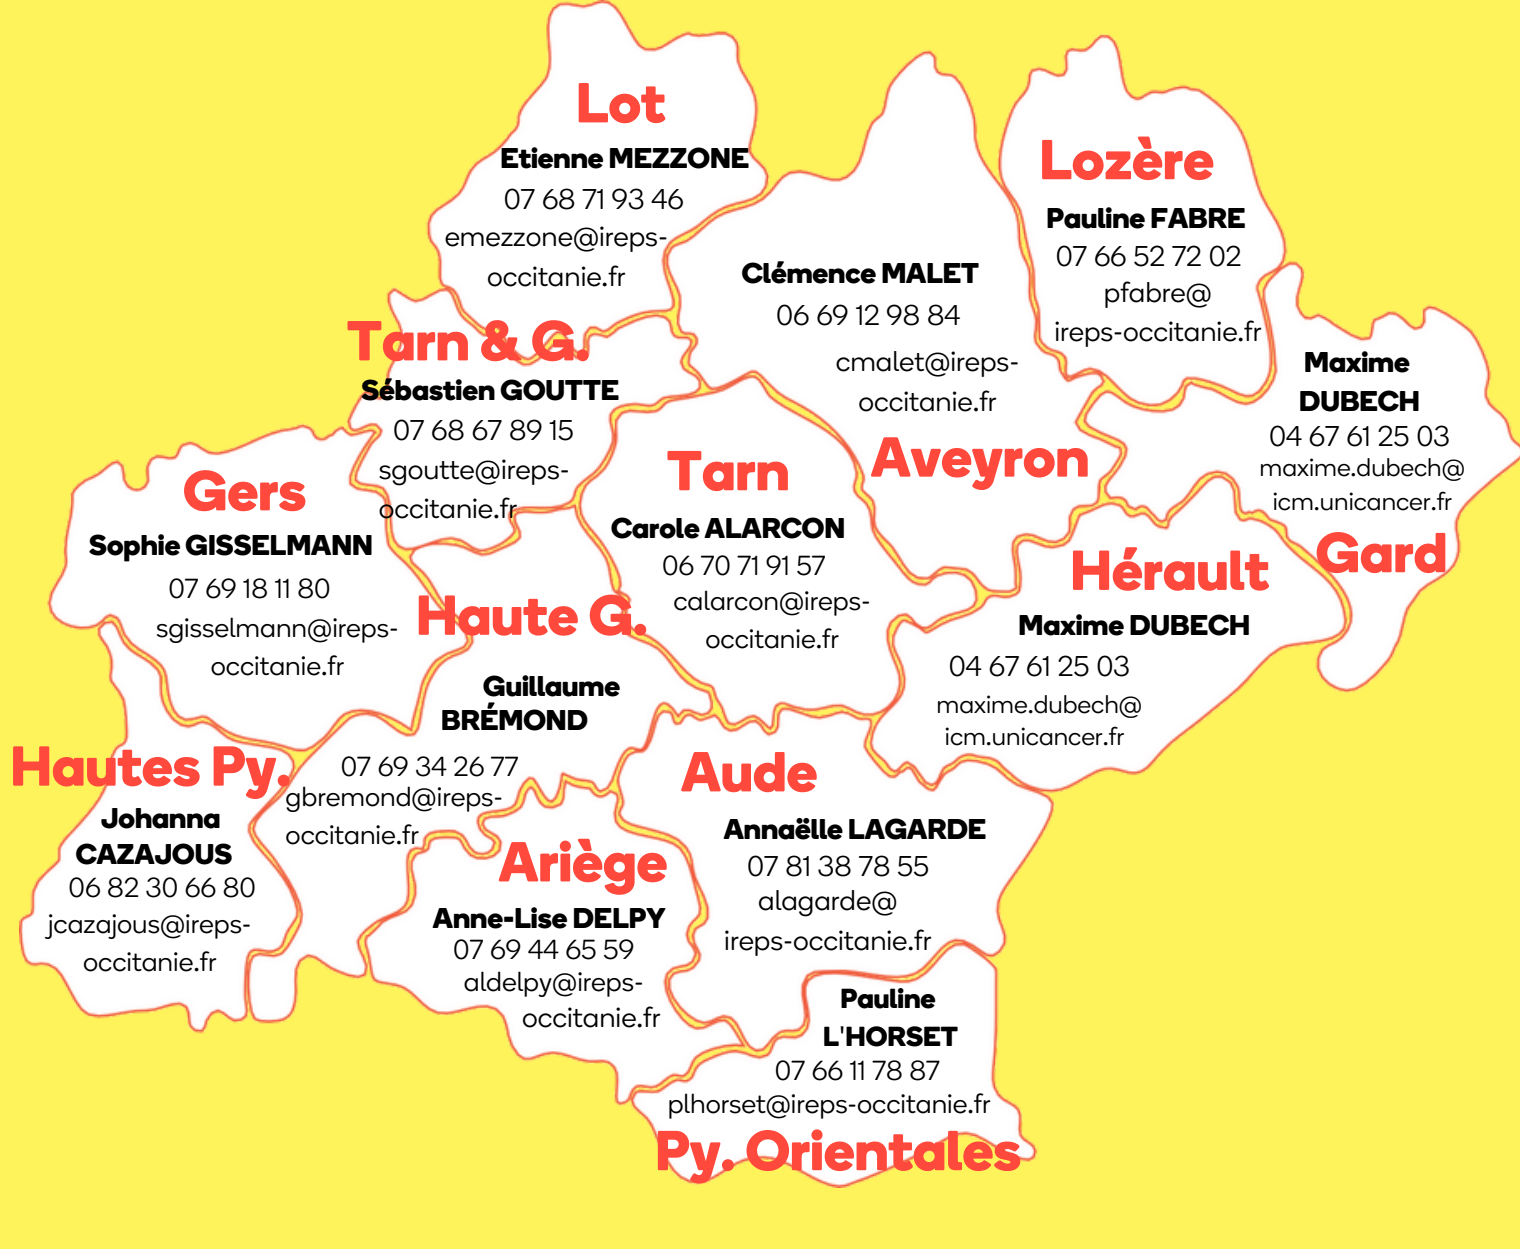 Lot
Etienne MEZZONE
07 68 71 93 46
emezzone@ireps-
occitanie.fr
Lozère
Pauline FABRE
07 66 52 72 02
pfabre@
ireps-occitanie.fr
Clémence MALET
06 69 12 98 84
cmalet@ireps-
occitanie.fr
Aveyron
Tarn & G.
Sébastien GOUTTE
07 68 67 89 15
sgoutte@ireps-
occitanie.fr
Maxime
DUBECH
04 67 61 25 03
maxime.dubech@
icm.unicancer.fr
Gard
Gers
Sophie GISSELMANN
07 69 18 11 80
sgisselmann@ireps-
occitanie.fr
Tarn
Carole ALARCON
06 70 71 91 57
calarcon@ireps-
occitanie.fr
Hérault
Maxime DUBECH
04 67 61 25 03
maxime.dubech@
icm.unicancer.fr
Haute G.
Guillaume
BRÉMOND
07 69 34 26 77
gbremond@ireps-
occitanie.fr
Hautes Py.
Johanna
CAZAJOUS
06 82 30 66 80
jcazajous@ireps-
occitanie.fr
Aude
Annaëlle LAGARDE
07 81 38 78 55
alagarde@
ireps-occitanie.fr
Ariège
Anne-Lise DELPY
07 69 44 65 59
aldelpy@ireps-
occitanie.fr
Pauline
L'HORSET
07 66 11 78 87
plhorset@ireps-occitanie.fr
Py. Orientales